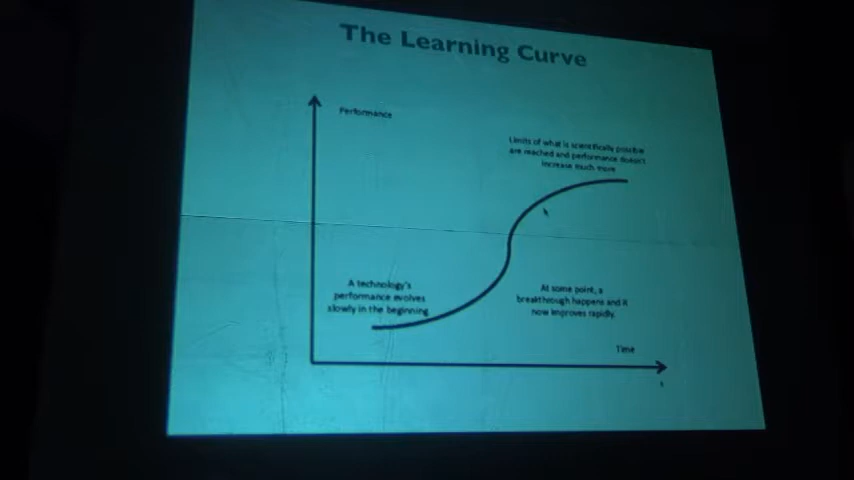 The Learning Curve
Performance
Limits of what is scientifically possible
are reached and performance doesn't
increase much more
A technology's
performance evolves
slowly in the beginning
At some point, a
breakthrough happens and it
now improves rapidly.
Time